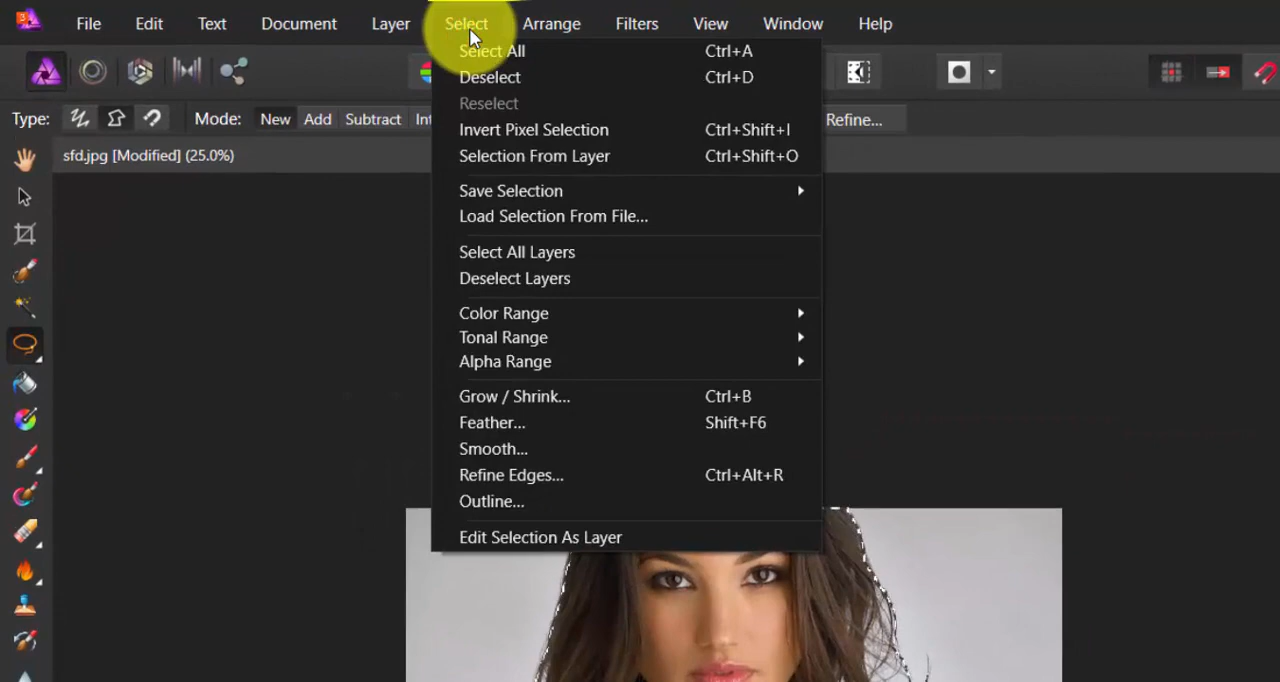 File Edit Text Document Layer Select Arrange Filters View Window Help
Type: Mode: New Add Subtract Int Refine...
sfd.jpg [Modified] (25.0%)
Select All Ctrl+A
Deselect Ctrl+D
Reselect
Invert Pixel Selection Ctrl+Shift+I
Selection From Layer Ctrl+Shift+O
Save Selection
Load Selection From File...
Select All Layers
Deselect Layers
Color Range
Tonal Range
Alpha Range
Grow / Shrink... Ctrl+B
Feather... Shift+F6
Smooth...
Refine Edges... Ctrl+Alt+R
Outline...
Edit Selection As Layer